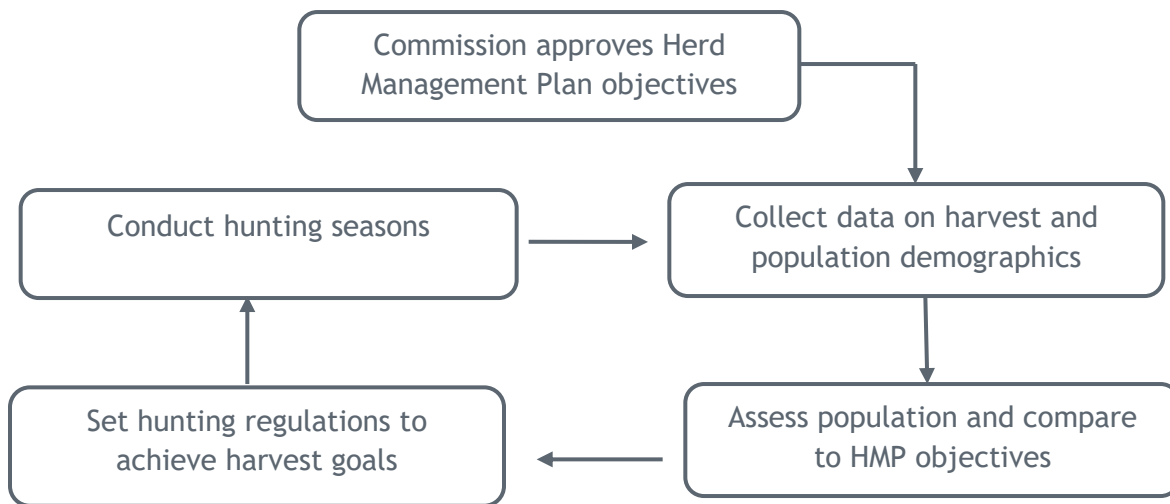 Commission approves Herd
Management Plan objectives
Conduct hunting seasons
Collect data on harvest and
population demographics
Set hunting regulations to
achieve harvest goals
Assess population and compare
to HMP objectives